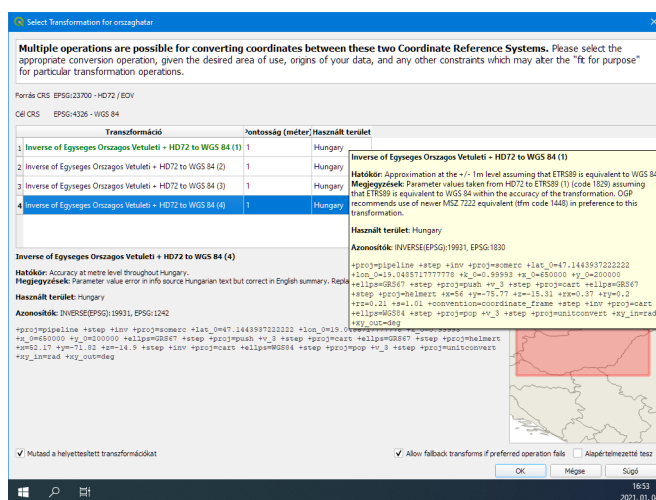 Select Transformation for orszaghatar
Multiple operations are possible for converting coordinates between these two Coordinate Reference Systems. Please select the
appropriate conversion operation, given the desired area of use, origins of your data, and any other constraints which may alter the "fit for purpose"
for particular transformation operations.
Forrás CRS EPSG:23700 - HD72 / EOV
Cél CRS EPSG:4326 - WGS 84
Transzformáció Pontosság (méter) Használt terület
1 Inverse of Egyseges Orszagos Vetuleti + HD72 to WGS 84 (1) 1 Hungary
2 Inverse of Egyseges Orszagos Vetuleti + HD72 to WGS 84 (2) 1 Hungary
3 Inverse of Egyseges Orszagos Vetuleti + HD72 to WGS 84 (3) 1 Hungary
4 Inverse of Egyseges Orszagos Vetuleti + HD72 to WGS 84 (4) 1 Hungary
Inverse of Egyseges Orszagos Vetuleti + HD72 to WGS 84 (1)
Hatókör: Approximation at the +/- 1m level assuming that ETRS89 is equivalent to WGS 84
Megjegyzések: Parameter values taken from HD72 to ETRS89 (1) (code 1829) assuming
that ETRS89 is equivalent to WGS 84 within the accuracy of the transformation. OGP
recommends use of newer MSZ 7222 equivalent (tfm code 1448) in preference to this
transformation.
Használt terület: Hungary
Azonosítók: INVERSE(EPSG):19931, EPSG:1830
+proj=pipeline +step +inv +proj=somerc +lat_0=47.1443937222222
+lon_0=19.0485717777778 +k_0=0.99993 +x_0=650000 +y_0=200000
+ellps=GRS67 +step +proj=push +v_3 +step +proj=cart +ellps=GRS67
+step +proj=helmert +x=56 +y=-75.77 +z=-15.31 +rx=0.37 +ry=0.2
+rz=0.21 +s=1.01 +convention=coordinate_frame +step +inv +proj=cart
+ellps=WGS84 +step +proj=pop +v_3 +step +proj=unitconvert +xy_in=rad
+xy_out=deg
Inverse of Egyseges Orszagos Vetuleti + HD72 to WGS 84 (4)
Hatókör: Accuracy at metre level throughout Hungary.
Megjegyzések: Parameter value error in info source Hungarian text but correct in English summary. Repla
Használt terület: Hungary
Azonosítók: INVERSE(EPSG):19931, EPSG:1242
+proj=pipeline +step +inv +proj=somerc +lat_0=47.1443937222222
+x_0=650000 +y_0=200000 +ellps=GRS67 +step +proj=push +v_3 +step +proj=cart +ellps=GRS67 +step +proj=helmert
+x=52.17 +y=-71.82 +z=-14.9 +step +inv +proj=cart +ellps=WGS84 +step +proj=pop +v_3 +step +proj=unitconvert
+xy_in=rad +xy_out=deg
Mutasd a helyettesített transzformációkat
Allow fallback transforms if preferred operation fails
Alapértelmezetté tesz
OK Mégse Súgó
16:53
2021. 01. 0